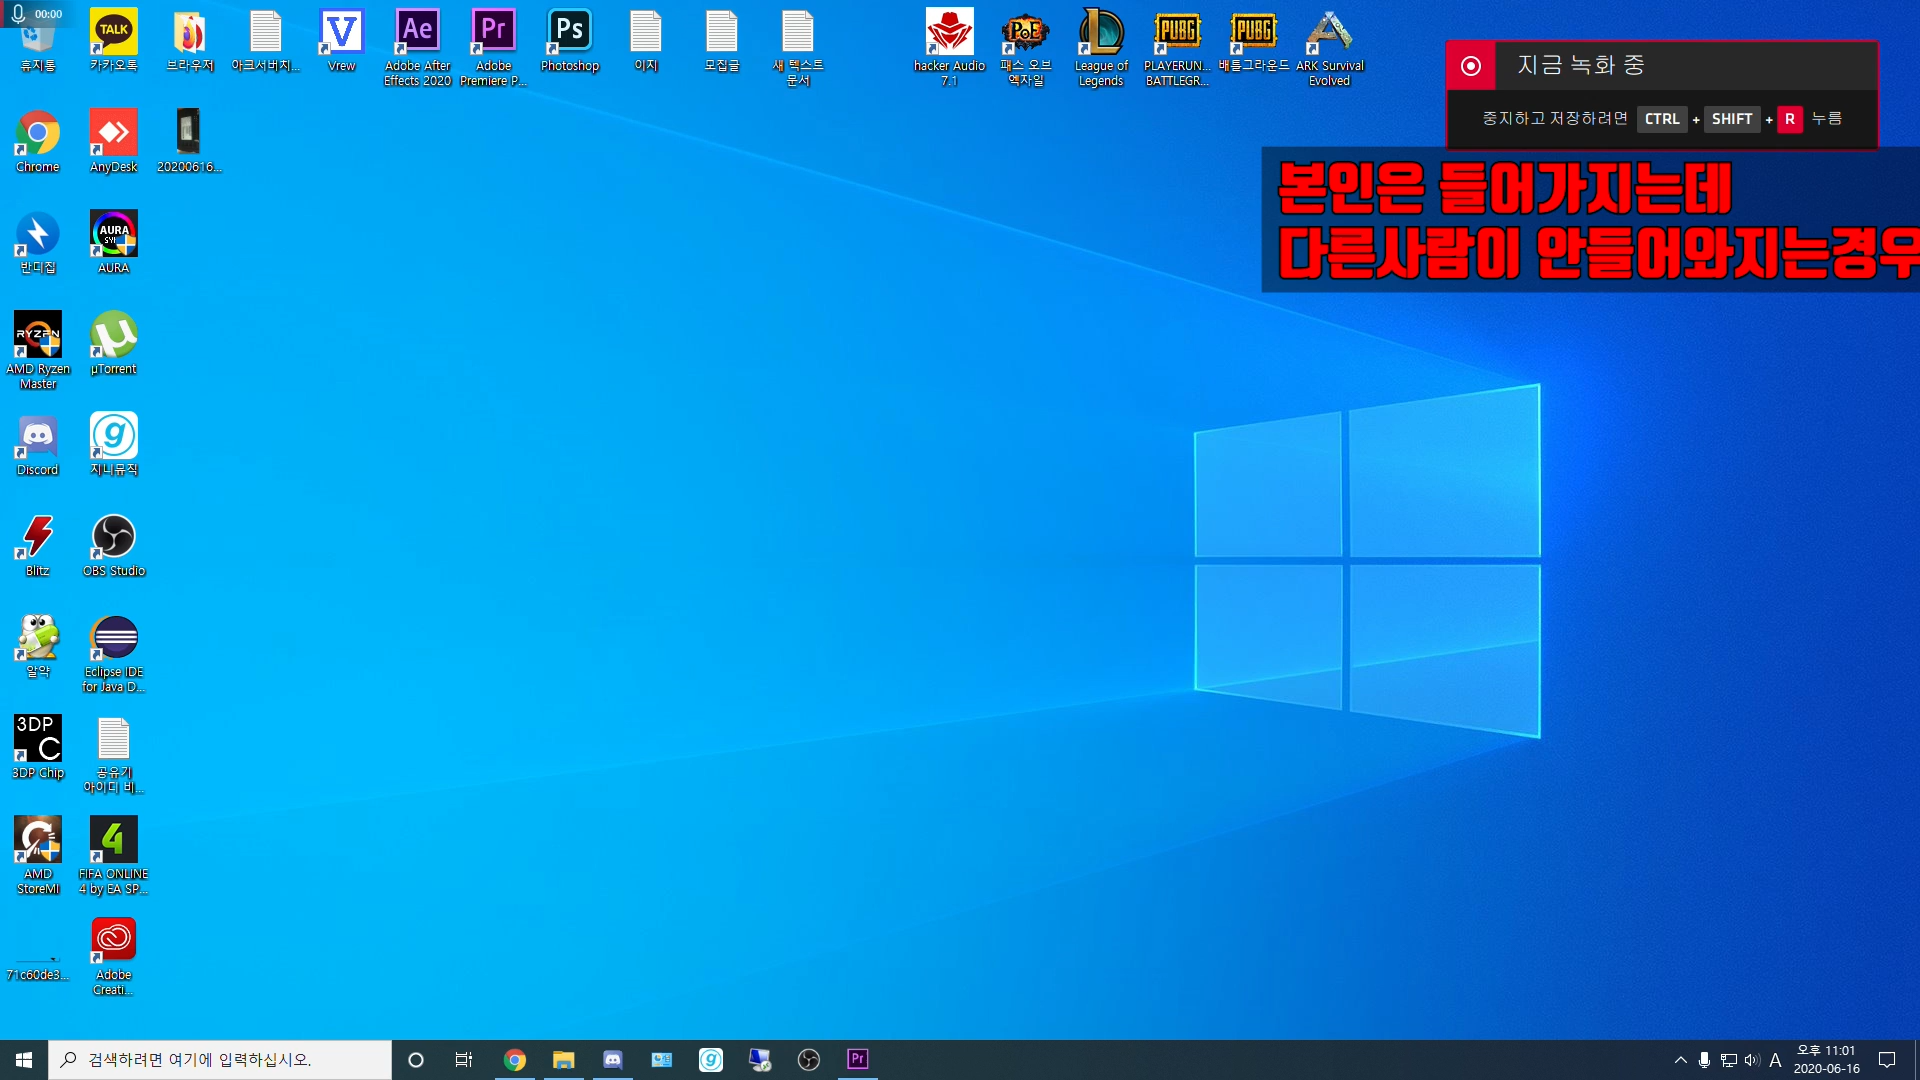 00:00
휴지통
카카오톡
브라우저
아크서버지...
Vrew
Adobe After
Effects 2020
Adobe
Premiere P...
Photoshop
이지
모집글
새 텍스트
문서
hacker Audio
7.1
패스 오브
엑자일
League of
Legends
PLAYERUN...
BATTLEGR...
배틀그라운드
ARK Survival
Evolved
TALK
V
Ae
Pr
Ps
PoE
PUBG
PUBG
지금 녹화 중
중지하고 저장하려면 CTRL + SHIFT + R 누름
본인은 들어가지는데
다른사람이 안들어와지는경우
Chrome
AnyDesk
20200616...
반디집
AURA
AURA
RYZEN
AMD Ryzen
Master
µTorrent
Discord
지니뮤직
Blitz
OBS Studio
알약
Eclipse IDE
for Java D...
3DP
C
3DP Chip
공유기
아이디 비...
AMD
StoreMI
FIFA ONLINE
4 by EA SP...
71c60de3...
Adobe
Creati...
검색하려면 여기에 입력하십시오.
Pr
A
오후 11:01
2020-06-16